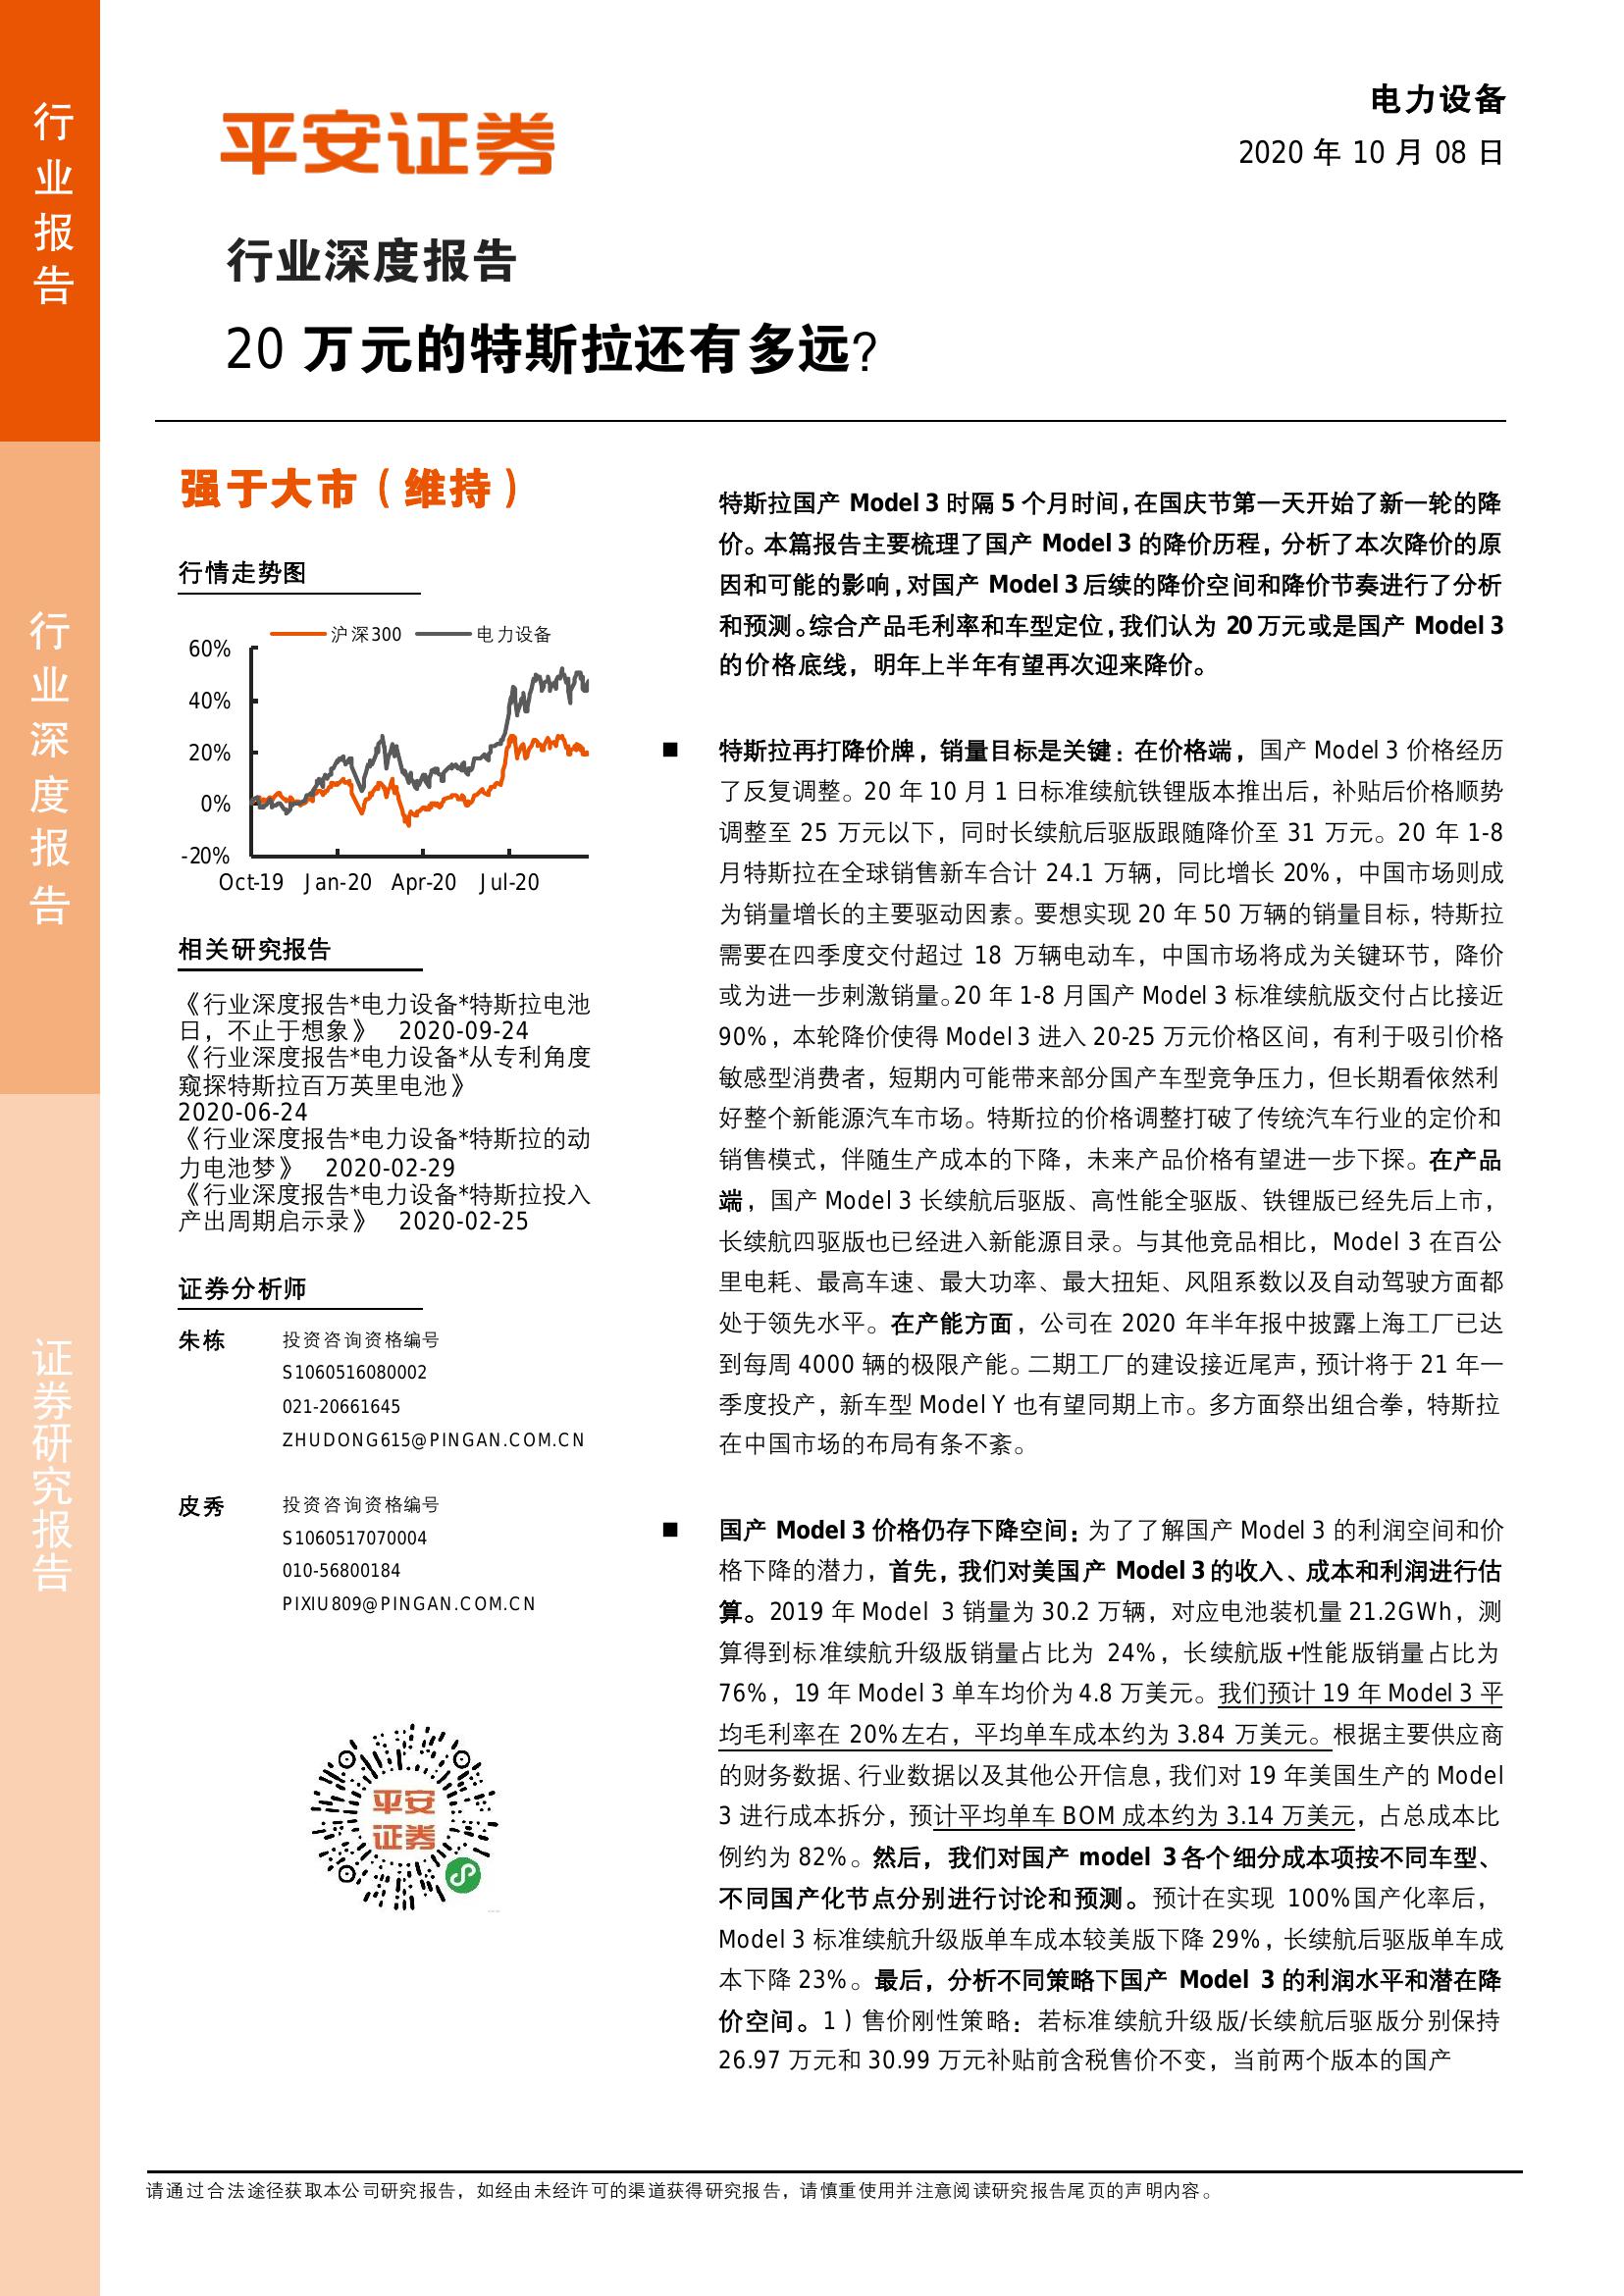 行业报告
行业深度报告
证券研究报告
平安证券
电力设备
2020 年 10 月 08 日
行业深度报告
20 万元的特斯拉还有多远?
强于大市（维持）
行情走势图
沪深300 电力设备
60%
40%
20%
0%
-20%
Oct-19 Jan-20 Apr-20 Jul-20
相关研究报告
《行业深度报告*电力设备*特斯拉电池
日，不止于想象》 2020-09-24
《行业深度报告*电力设备*从专利角度
窥探特斯拉百万英里电池》
2020-06-24
《行业深度报告*电力设备*特斯拉的动
力电池梦》 2020-02-29
《行业深度报告*电力设备*特斯拉投入
产出周期启示录》 2020-02-25
证券分析师
朱栋 投资咨询资格编号
S1060516080002
021-20661645
ZHUDONG615@PINGAN.COM.CN
皮秀 投资咨询资格编号
S1060517070004
010-56800184
PIXIU809@PINGAN.COM.CN
平安
证券
特斯拉国产 Model 3 时隔 5 个月时间，在国庆节第一天开始了新一轮的降
价。本篇报告主要梳理了国产 Model 3 的降价历程，分析了本次降价的原
因和可能的影响，对国产 Model 3 后续的降价空间和降价节奏进行了分析
和预测。综合产品毛利率和车型定位，我们认为 20 万元或是国产 Model 3
的价格底线，明年上半年有望再次迎来降价。
■ 特斯拉再打降价牌，销量目标是关键：在价格端，国产 Model 3 价格经历
了反复调整。20 年 10 月 1 日标准续航铁锂版本推出后，补贴后价格顺势
调整至 25 万元以下，同时长续航后驱版跟随降价至 31 万元。20 年 1-8
月特斯拉在全球销售新车合计 24.1 万辆，同比增长 20%，中国市场则成
为销量增长的主要驱动因素。要想实现 20 年 50 万辆的销量目标，特斯拉
需要在四季度交付超过 18 万辆电动车，中国市场将成为关键环节，降价
或为进一步刺激销量。20 年 1-8 月国产 Model 3 标准续航版交付占比接近
90%，本轮降价使得 Model 3 进入 20-25 万元价格区间，有利于吸引价格
敏感型消费者，短期内可能带来部分国产车型竞争压力，但长期看依然利
好整个新能源汽车市场。特斯拉的价格调整打破了传统汽车行业的定价和
销售模式，伴随生产成本的下降，未来产品价格有望进一步下探。在产品
端，国产 Model 3 长续航后驱版、高性能全驱版、铁锂版已经先后上市，
长续航四驱版也已经进入新能源目录。与其他竞品相比，Model 3 在百公
里电耗、最高车速、最大功率、最大扭矩、风阻系数以及自动驾驶方面都
处于领先水平。在产能方面，公司在 2020 年半年报中披露上海工厂已达
到每周 4000 辆的极限产能。二期工厂的建设接近尾声，预计将于 21 年一
季度投产，新车型 Model Y 也有望同期上市。多方面祭出组合拳，特斯拉
在中国市场的布局有条不紊。
■ 国产 Model 3 价格仍存下降空间：为了了解国产 Model 3 的利润空间和价
格下降的潜力，首先，我们对美国产 Model 3 的收入、成本和利润进行估
算。2019 年 Model 3 销量为 30.2 万辆，对应电池装机量 21.2GWh，测
算得到标准续航升级版销量占比为 24%，长续航版+性能版销量占比为
76%，19 年 Model 3 单车均价为 4.8 万美元。我们预计 19 年 Model 3 平
均毛利率在 20%左右，平均单车成本约为 3.84 万美元。根据主要供应商
的财务数据、行业数据以及其他公开信息，我们对 19 年美国生产的 Model
3 进行成本拆分，预计平均单车 BOM 成本约为 3.14 万美元，占总成本比
例约为 82%。然后，我们对国产 model 3 各个细分成本项按不同车型、
不同国产化节点分别进行讨论和预测。预计在实现 100%国产化率后，
Model 3 标准续航升级版单车成本较美版下降 29%，长续航后驱版单车成
本下降 23%。最后，分析不同策略下国产 Model 3 的利润水平和潜在降
价空间。1）售价刚性策略：若标准续航升级版/长续航后驱版分别保持
26.97 万元和 30.99 万元补贴前含税售价不变，当前两个版本的国产
请通过合法途径获取本公司研究报告，如经由未经许可的渠道获得研究报告，请慎重使用并注意阅读研究报告尾页的声明内容。